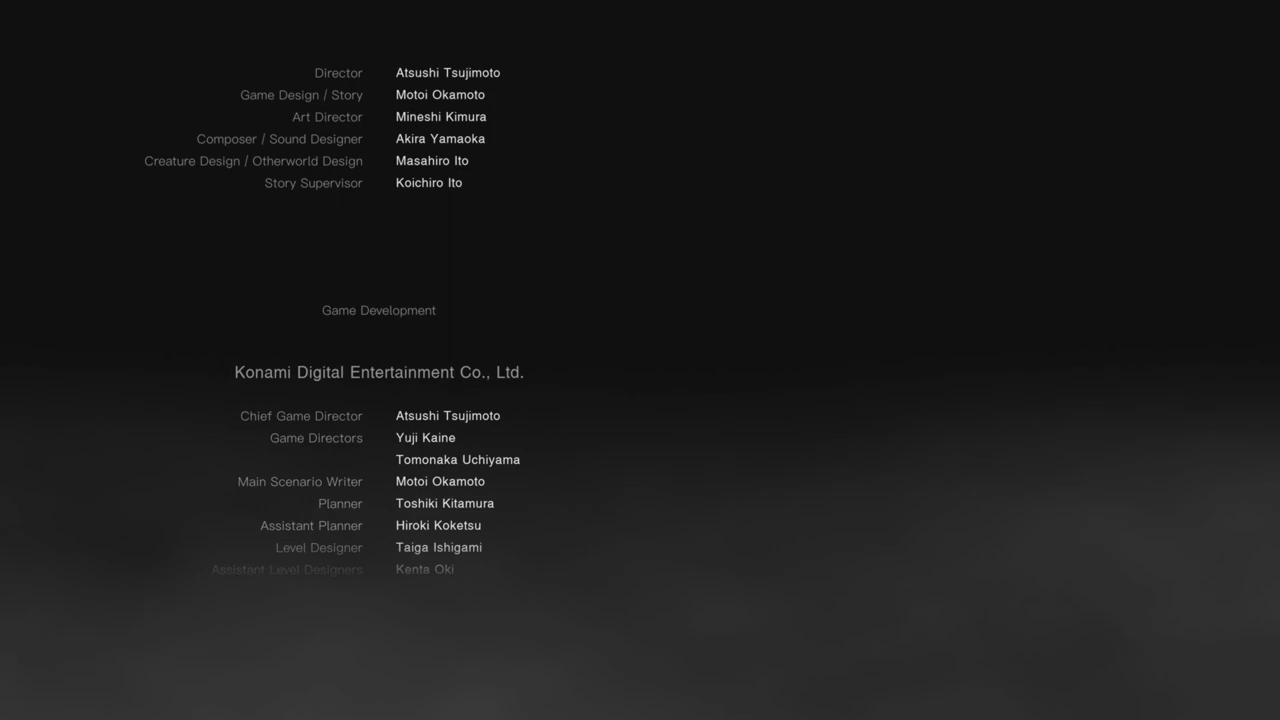 Director Atsushi Tsujimoto
Game Design / Story Motoi Okamoto
Art Director Mineshi Kimura
Composer / Sound Designer Akira Yamaoka
Creature Design / Otherworld Design Masahiro Ito
Story Supervisor Koichiro Ito
Game Development
Konami Digital Entertainment Co., Ltd.
Chief Game Director Atsushi Tsujimoto
Game Directors Yuji Kaine
Tomonaka Uchiyama
Main Scenario Writer Motoi Okamoto
Planner Toshiki Kitamura
Assistant Planner Hiroki Koketsu
Level Designer Taiga Ishigami
Assistant Level Designers Kenta Oki